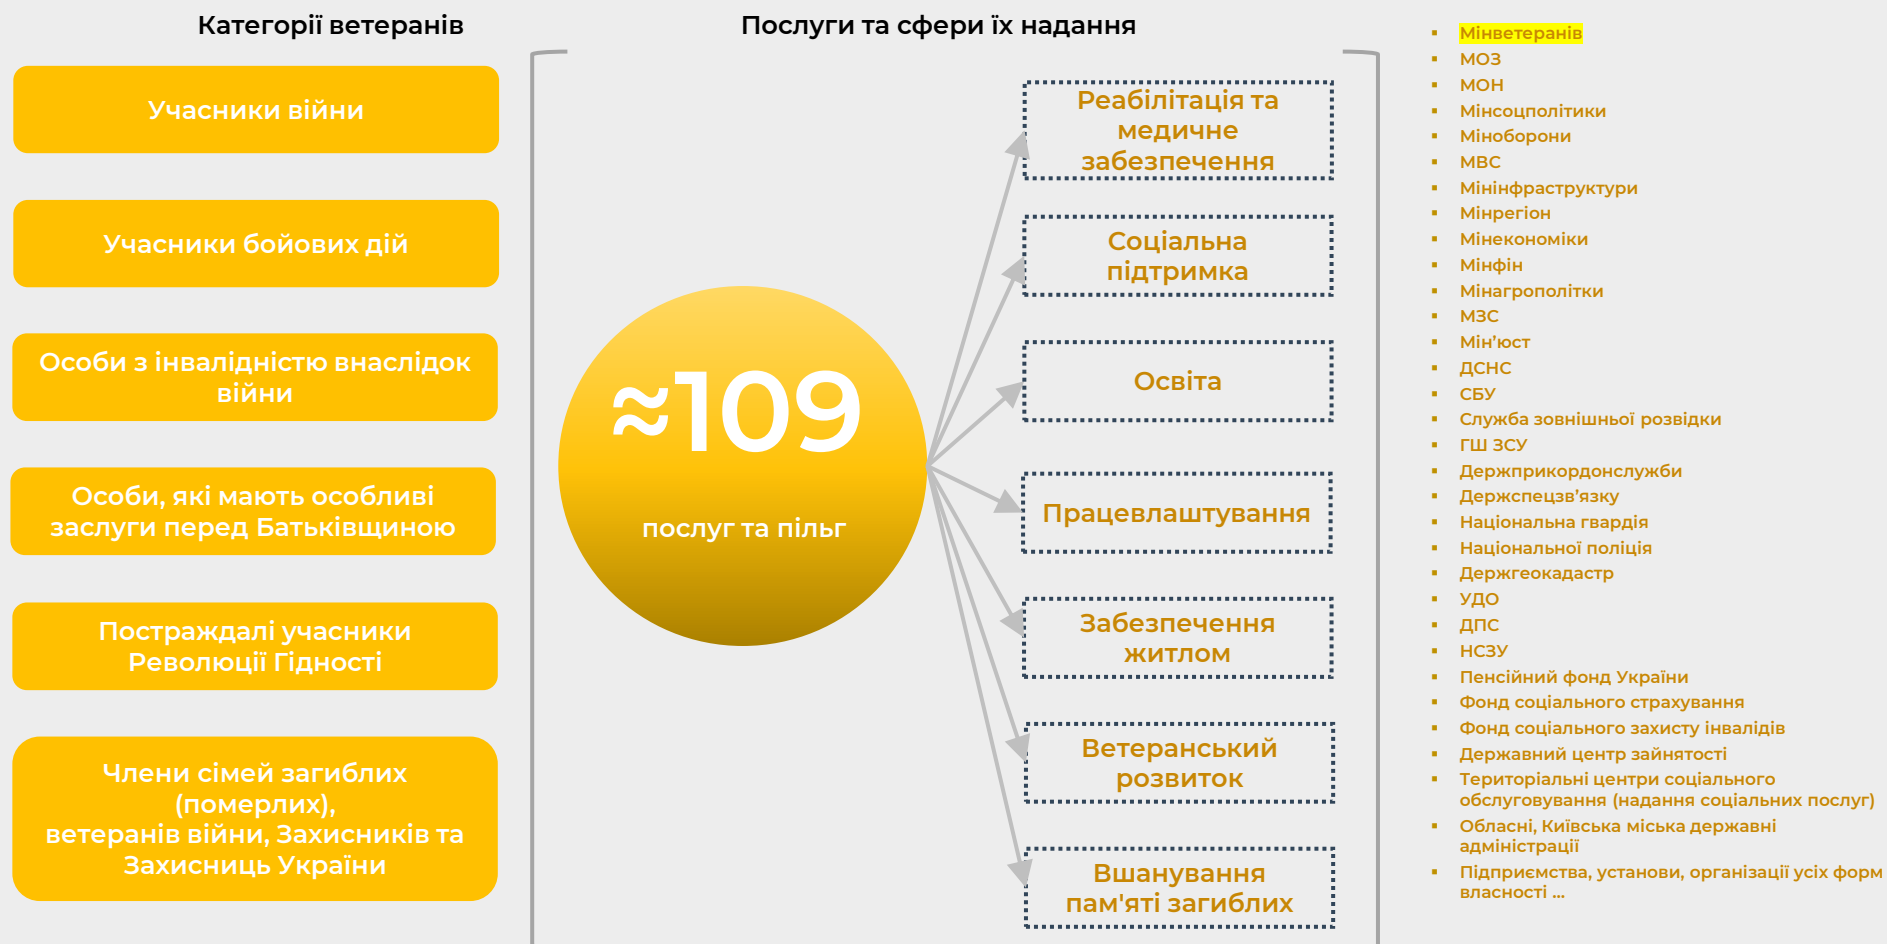 Категорії ветеранів
Учасники війни
Учасники бойових дій
Особи з інвалідністю внаслідок
війни
Особи, які мають особливі
заслуги перед Батьківщиною
Постраждалі учасники
Революції Гідності
Члени сімей загиблих
(померлих),
ветеранів війни, Захисників та
Захисниць України
Послуги та сфери їх надання
≈109
послуг та пільг
Реабілітація та
медичне
забезпечення
Соціальна
підтримка
Освіта
Працевлаштування
Забезпечення
житлом
Ветеранський
розвиток
Вшанування
пам'яті загиблих
▪ Мінветеранів
▪ МОЗ
▪ МОН
▪ Мінсоцполітики
▪ Міноборони
▪ МВС
▪ Мінінфраструктури
▪ Мінрегіон
▪ Мінекономіки
▪ Мінфін
▪ Мінагрополітки
▪ МЗС
▪ Мін’юст
▪ ДСНС
▪ СБУ
▪ Служба зовнішньої розвідки
▪ ГШ ЗСУ
▪ Держприкордонслужби
▪ Держспецзв’язку
▪ Національна гвардія
▪ Національної поліція
▪ Держгеокадастр
▪ УДО
▪ ДПС
▪ НСЗУ
▪ Пенсійний фонд України
▪ Фонд соціального страхування
▪ Фонд соціального захисту інвалідів
▪ Державний центр зайнятості
▪ Територіальні центри соціального
обслуговування (надання соціальних послуг)
▪ Обласні, Київська міська державні
адміністрації
▪ Підприємства, установи, організації усіх форм
власності ...